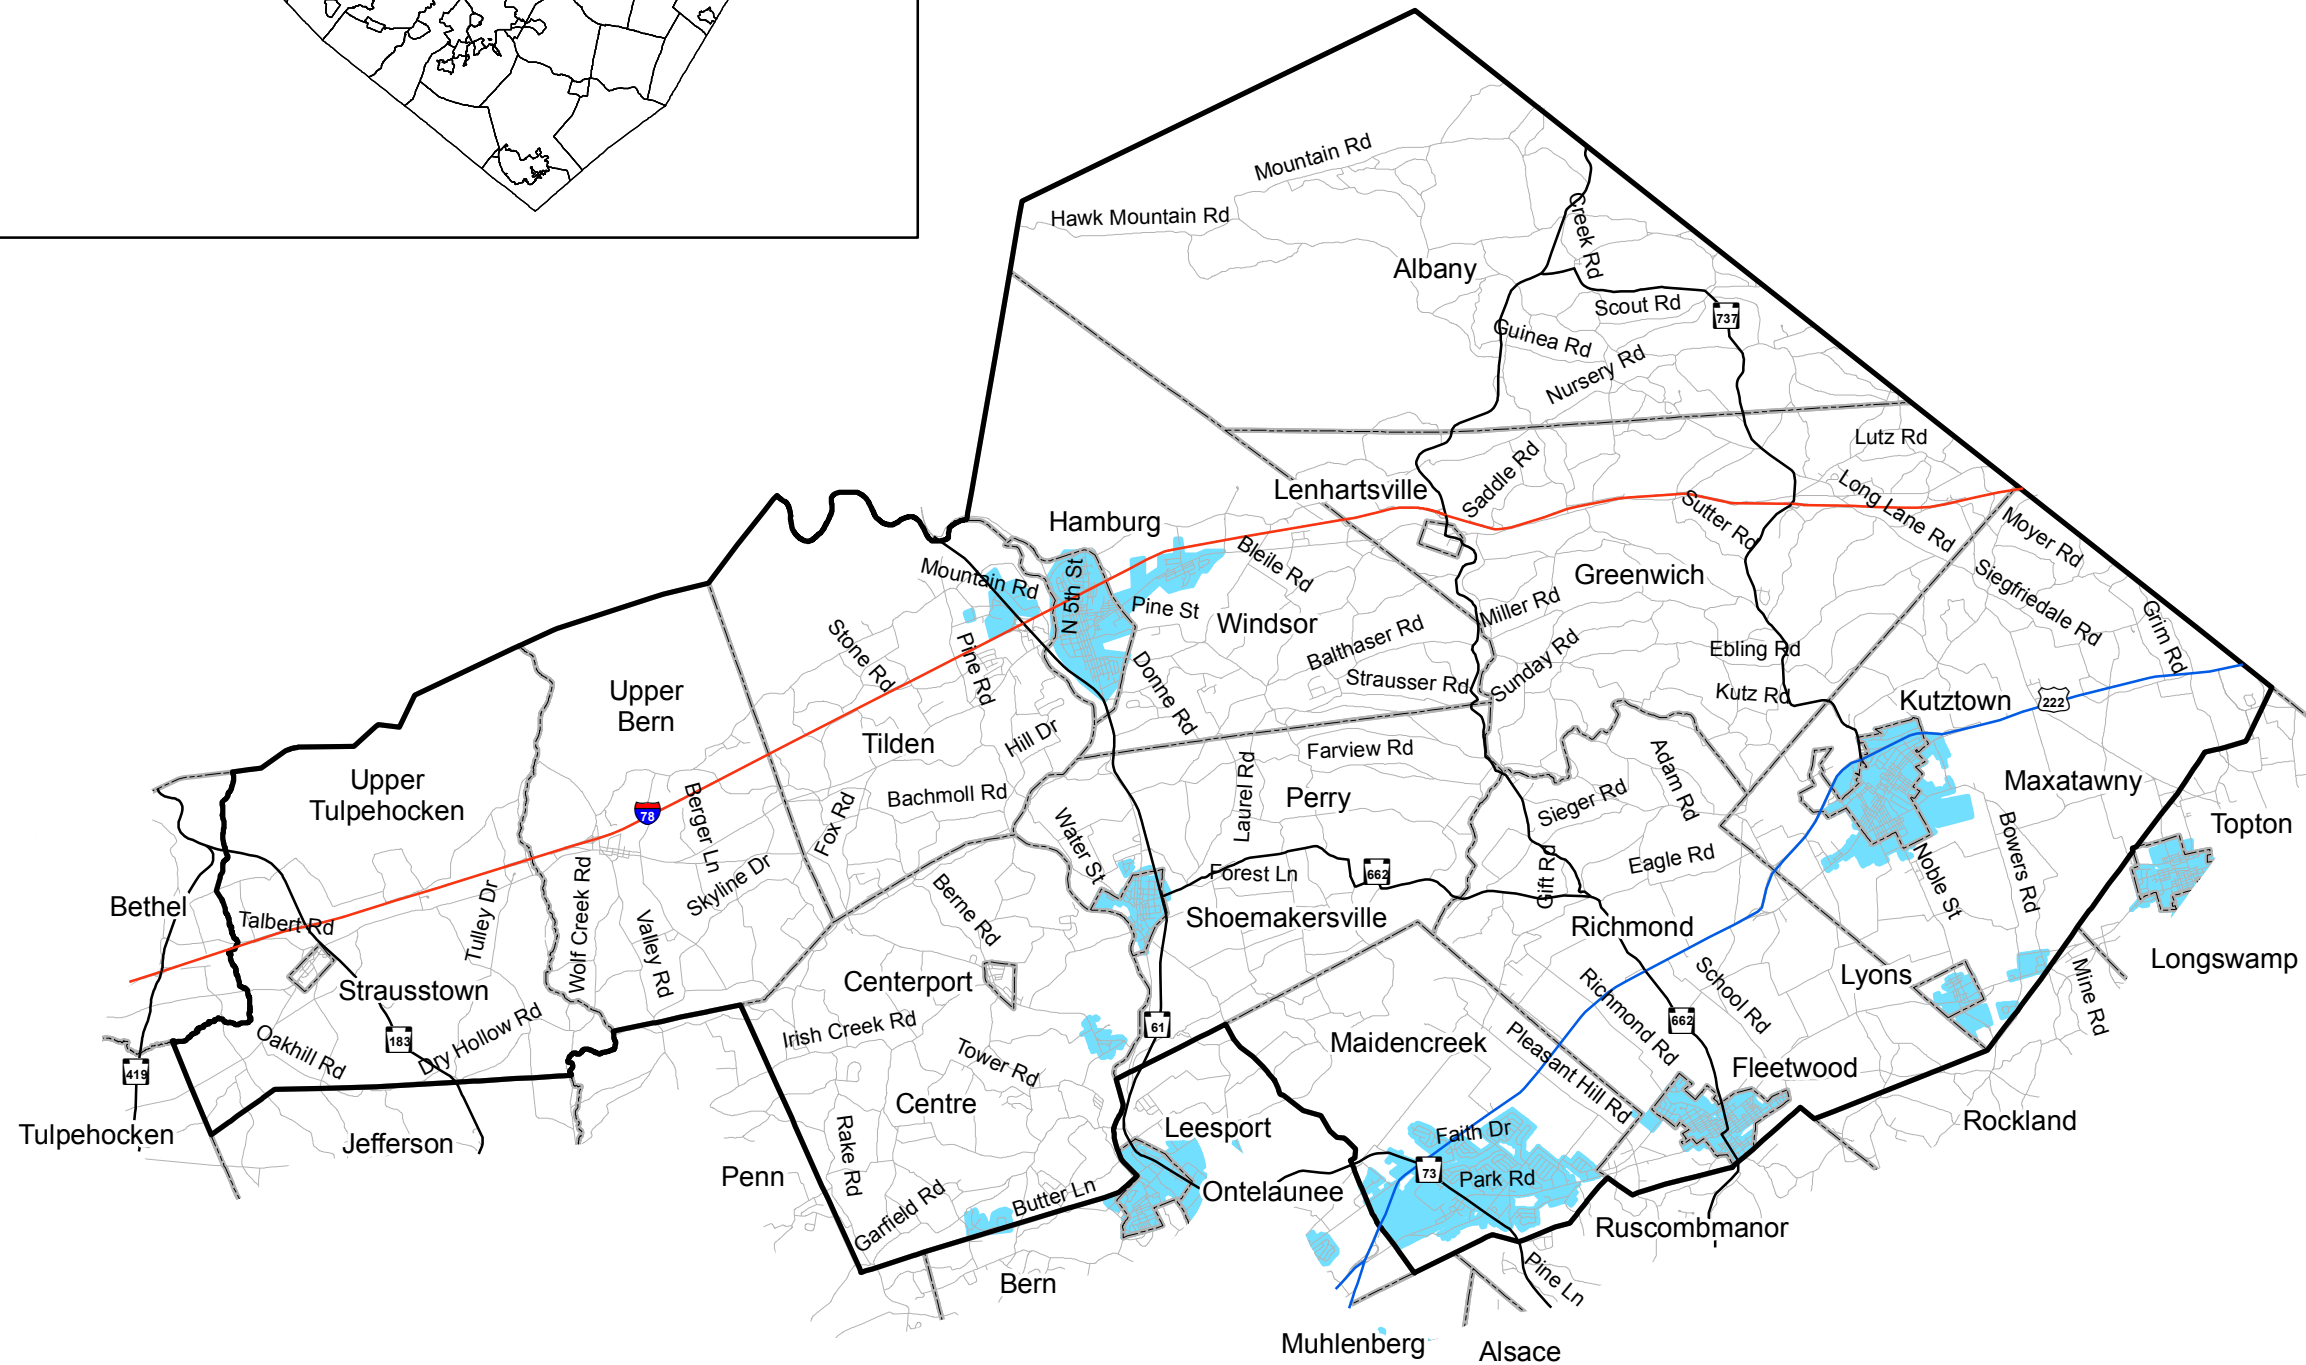 Mountain Rd
Hawk Mountain Rd
Creek Rd
Albany
Scout Rd
737
Guinea Rd
Nursery Rd
Lutz Rd
Saddle Rd
Lenhartsville
Long Lane Rd
Sutter Rd
Hamburg
Moyer Rd
Bleile Rd
Mountain Rd
N 5th St
Greenwich
Siegfriedale Rd
Pine St
Miller Rd
Windsor
Grim Rd
Balthaser Rd
Stone Rd
Pine Rd
Sunday Rd
Ebling Rd
Donne Rd
Strausser Rd
Kutz Rd
Kutztown
222
Upper
Bern
Tilden
Hill Dr
Farview Rd
Adam Rd
Upper
Tulpehocken
Maxatawny
Laurel Rd
Perry
Bachmoll Rd
Sieger Rd
78
Berger Ln
Fox Rd
Topton
Water St
Bowers Rd
Eagle Rd
Forest Ln
662
Gift Rd
Noble St
Skyline Dr
Bethel
Talbert Rd
Tulley Dr
Wolf Creek Rd
Valley Rd
Berne Rd
Shoemakersville
Richmond
Longswamp
Centerport
Lyons
Strausstown
School Rd
Mine Rd
Richmond Rd
61
662
Irish Creek Rd
183
Dry Hollow Rd
Oakhill Rd
Maidencreek
Pleasant Hill Rd
Tower Rd
419
Fleetwood
Centre
Rockland
Leesport
Faith Dr
Tulpehocken
Jefferson
Rake Rd
Penn
73
Park Rd
Ontelaunee
Butter Ln
Garfield Rd
Ruscombmanor
Bern
Pine Ln
Muhlenberg
Alsace